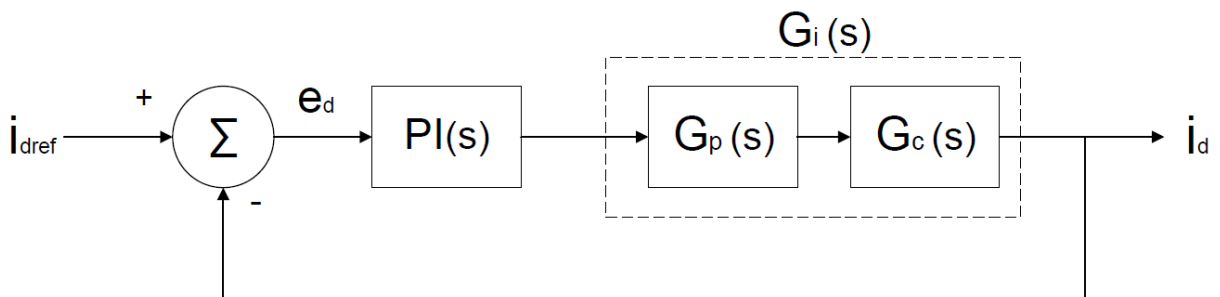 Gi (s)
+
idref
Σ
ed
PI(s)
Gp (s)
Gc (s)
id
-